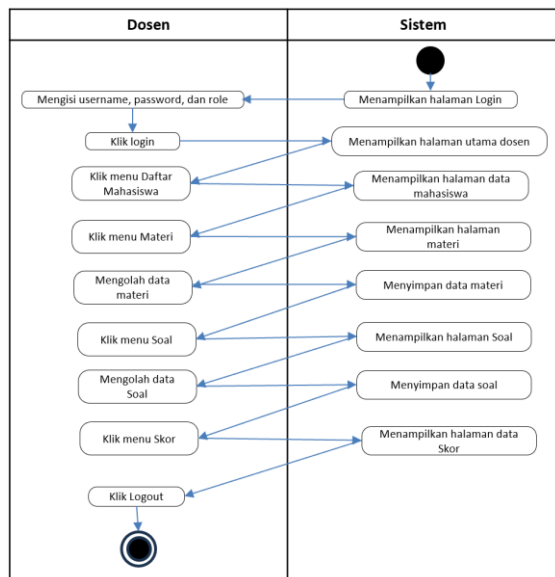 Dosen
Sistem
Menampilkan halaman Login
Mengisi username, password, dan role
Klik login
Menampilkan halaman utama dosen
Klik menu Daftar
Mahasiswa
Menampilkan halaman data
mahasiswa
Klik menu Materi
Menampilkan halaman
materi
Mengolah data
materi
Menyimpan data materi
Klik menu Soal
Menampilkan halaman Soal
Mengolah data
Soal
Menyimpan data soal
Klik menu Skor
Menampilkan halaman data
Skor
Klik Logout